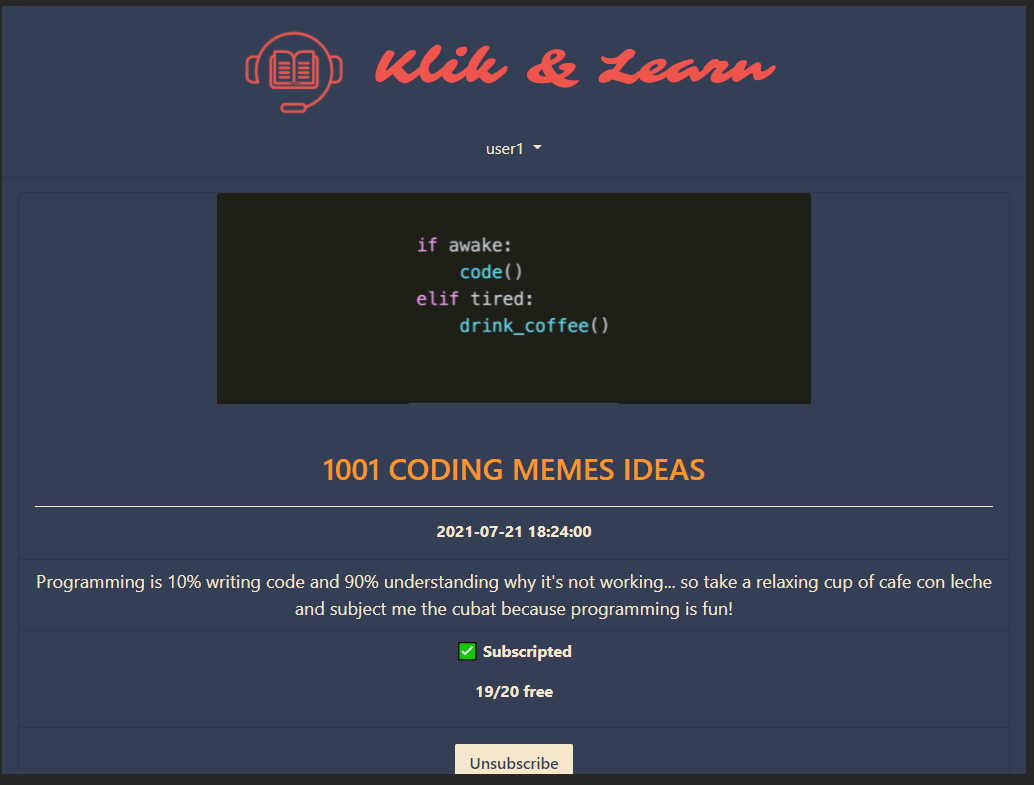 Klik & Learn
user1
if awake:
    code()
elif tired:
    drink_coffee()
1001 CODING MEMES IDEAS
2021-07-21 18:24:00
Programming is 10% writing code and 90% understanding why it's not working... so take a relaxing cup of cafe con leche
and subject me the cubat because programming is fun!
✅ Subscripted
19/20 free
Unsubscribe